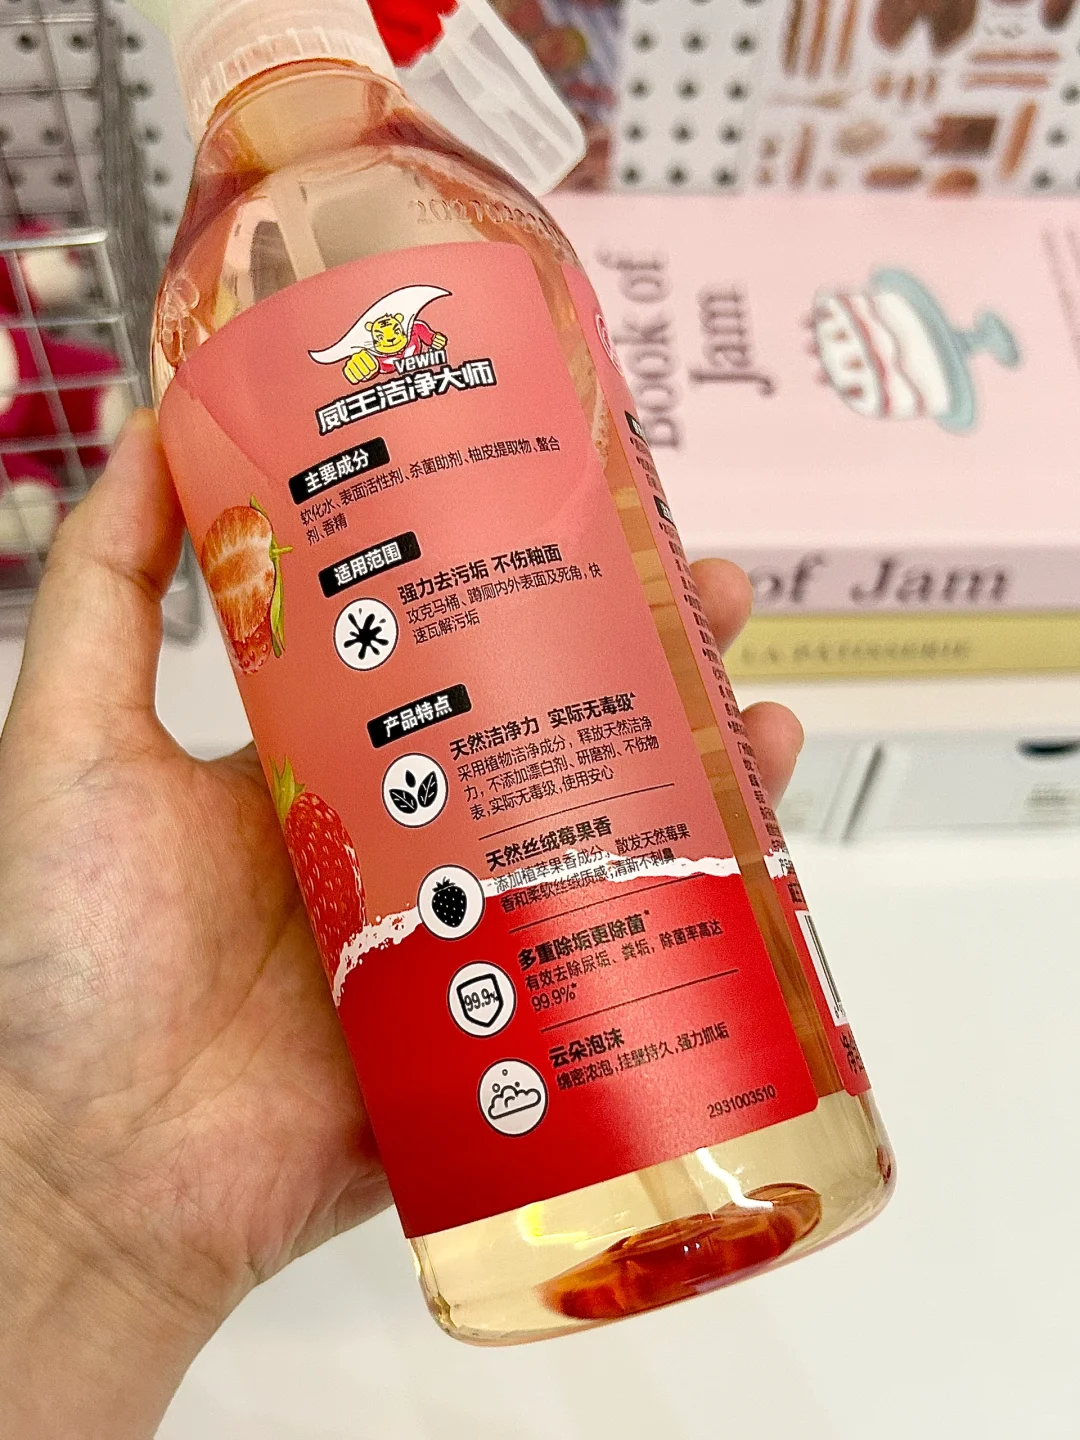 vewin
威王洁净大师
主要成分
软化水、表面活性剂、杀菌助剂、柚皮提取物、螯合
剂、香精
适用范围
强力去污垢 不伤釉面
攻克马桶、蹲厕内外表面及死角，快
速瓦解污垢
产品特点
天然洁净力 实际无毒级▲
采用植物洁净成分，释放天然洁净
力，不添加漂白剂、研磨剂、不伤物
表，实际无毒级，使用安心
天然丝绒莓果香
添加植萃果香成分，散发天然莓果
香和柔软丝绒质感，清新不刺鼻
多重除垢更除菌*
有效去除尿垢、粪垢，除菌率高达
99.9%*
99.9%
云朵泡沫
绵密浓泡，挂壁持久，强力抓垢
2931003510
Book of
Jam
of Jam
LA PATISSERIE